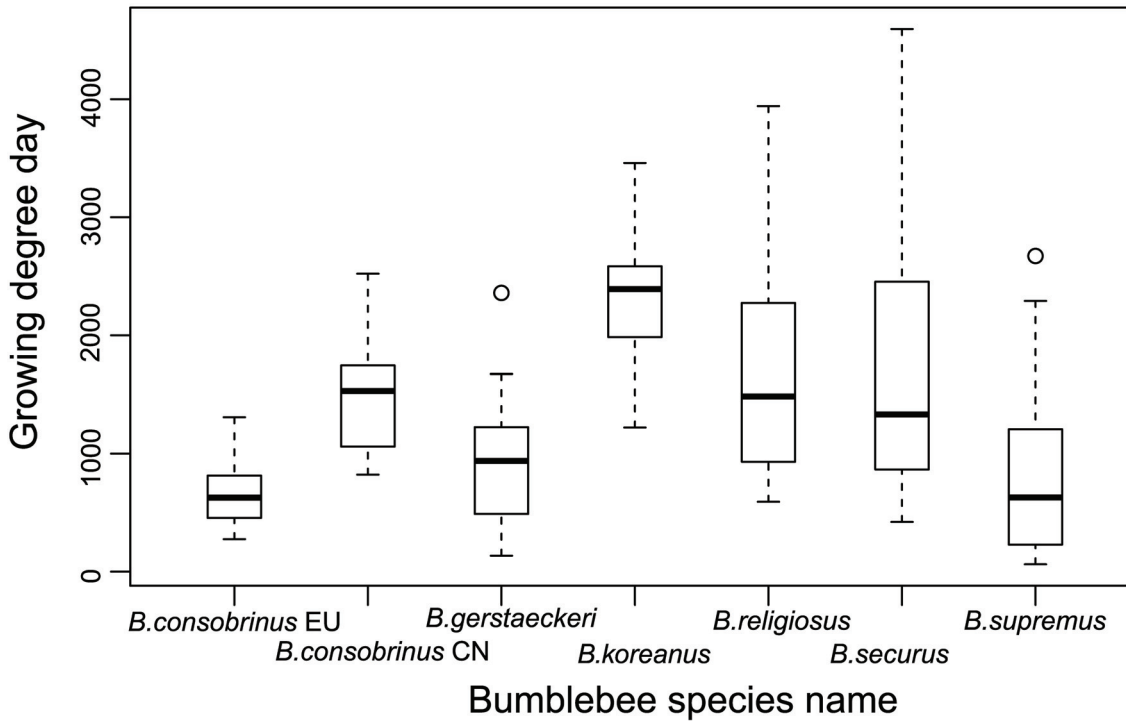 Growing degree day
4000
3000
2000
1000
0
B.consobrinus EU
B.consobrinus CN
B.gerstaeckeri
B.koreanus
B.religiosus
B.securus
B.supremus
Bumblebee species name